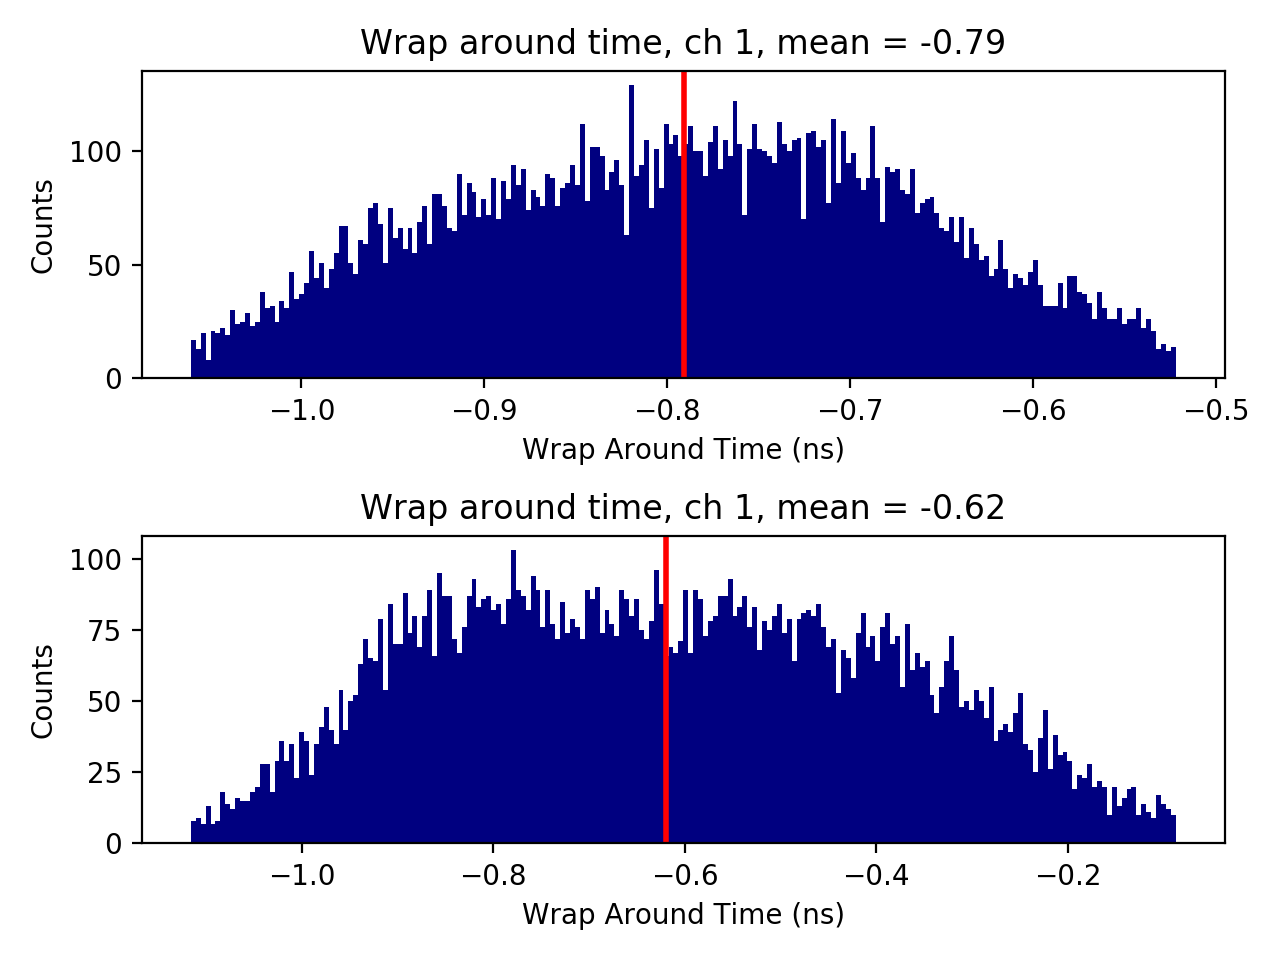 Wrap around time, ch 1, mean = -0.79
Counts
100
50
0
−1.0 −0.9 −0.8 −0.7 −0.6 −0.5
Wrap Around Time (ns)
Wrap around time, ch 1, mean = -0.62
Counts
100
75
50
25
0
−1.0 −0.8 −0.6 −0.4 −0.2
Wrap Around Time (ns)